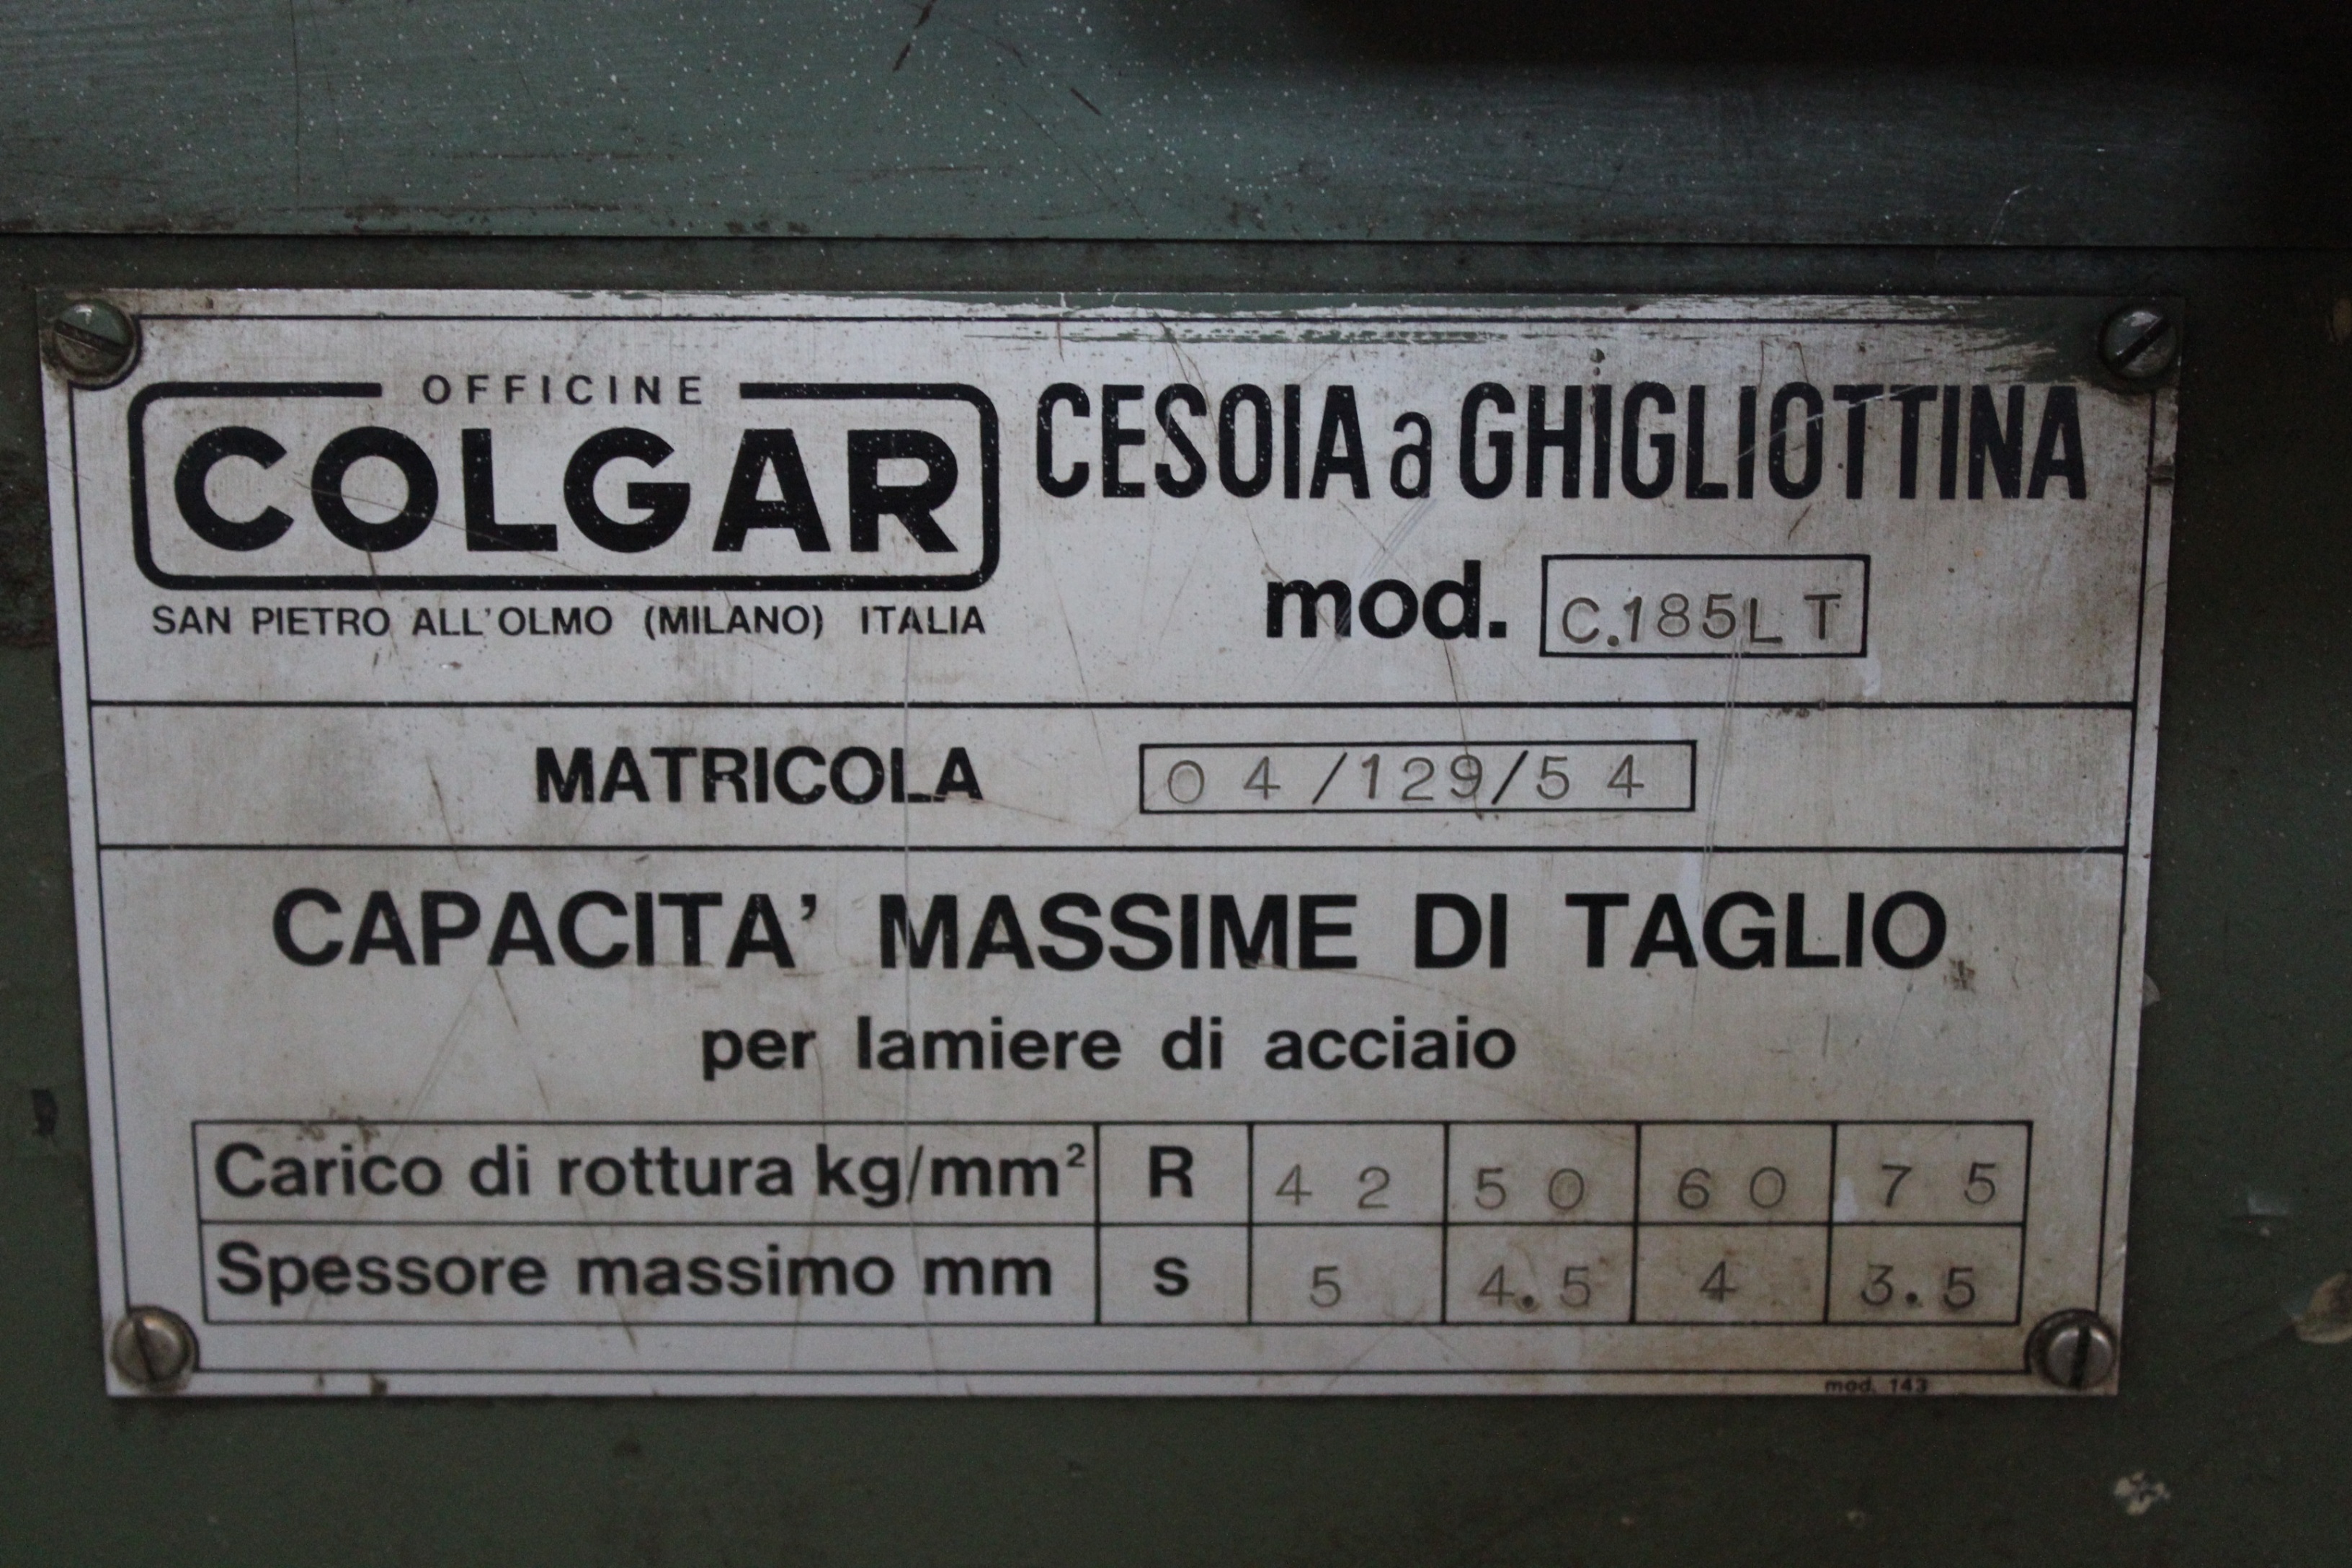 OFFICINE
COLGAR
SAN PIETRO ALL'OLMO (MILANO) ITALIA
CESOIA a GHIGLIOTTINA
mod. C.185LT
MATRICOLA 04/129/54
CAPACITA' MASSIME DI TAGLIO
per lamiere di acciaio
Carico di rottura kg/mm² R 42 50 60 75
Spessore massimo mm s 5 4.5 4 3.5
mod. 143